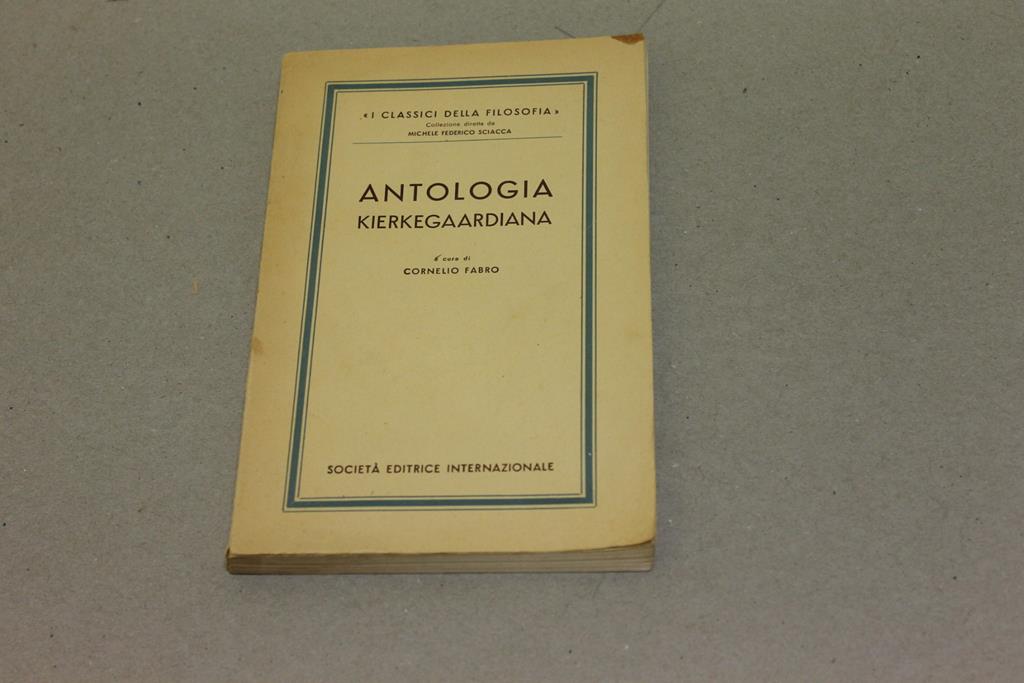 « I CLASSICI DELLA FILOSOFIA »
Collezione diretta da
MICHELE FEDERICO SCIACCA
ANTOLOGIA
KIERKEGAARDIANA
a cura di
CORNELIO FABRO
SOCIETÀ EDITRICE INTERNAZIONALE